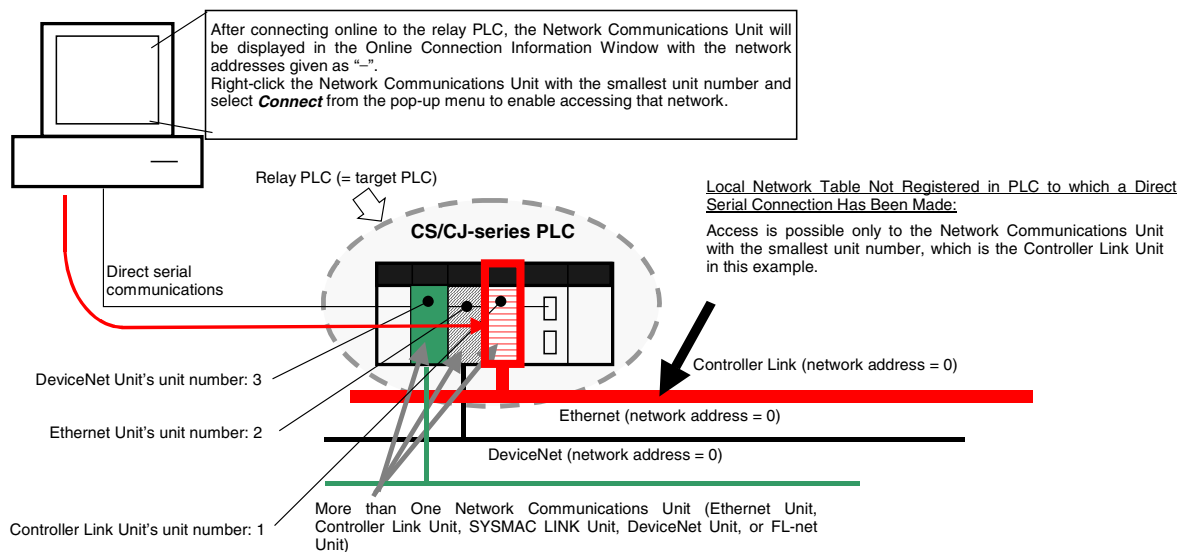 After connecting online to the relay PLC, the Network Communications Unit will
be displayed in the Online Connection Information Window with the network
addresses given as “–”.
Right-click the Network Communications Unit with the smallest unit number and
select Connect from the pop-up menu to enable accessing that network.
Relay PLC (= target PLC)
Local Network Table Not Registered in PLC to which a Direct
Serial Connection Has Been Made:
Access is possible only to the Network Communications Unit
with the smallest unit number, which is the Controller Link Unit
in this example.
CS/CJ-series PLC
Direct serial
communications
Controller Link (network address = 0)
DeviceNet Unit's unit number: 3
Ethernet (network address = 0)
Ethernet Unit's unit number: 2
DeviceNet (network address = 0)
Controller Link Unit's unit number: 1
More than One Network Communications Unit (Ethernet Unit,
Controller Link Unit, SYSMAC LINK Unit, DeviceNet Unit, or FL-net
Unit)